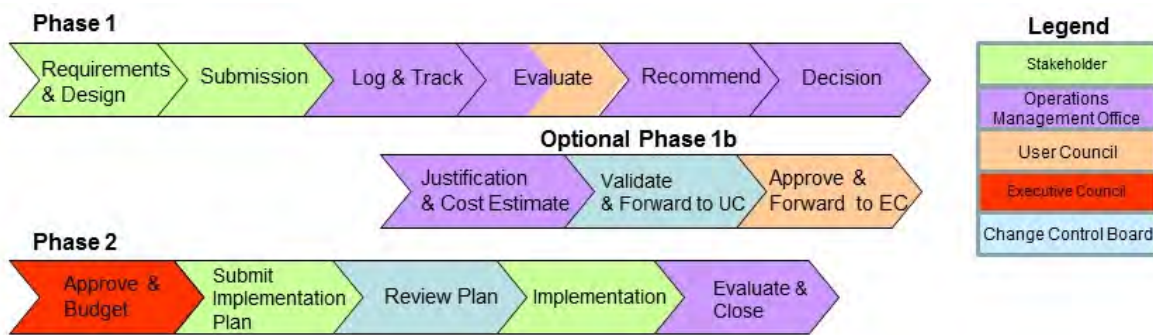 Phase 1
Requirements
& Design
Submission
Log & Track
Evaluate
Recommend
Decision
Optional Phase 1b
Justification
& Cost Estimate
Validate
& Forward to UC
Approve &
Forward to EC
Phase 2
Approve &
Budget
Submit
Implementation
Plan
Review Plan
Implementation
Evaluate &
Close
Legend
Stakeholder
Operations
Management Office
User Council
Executive Council
Change Control Board